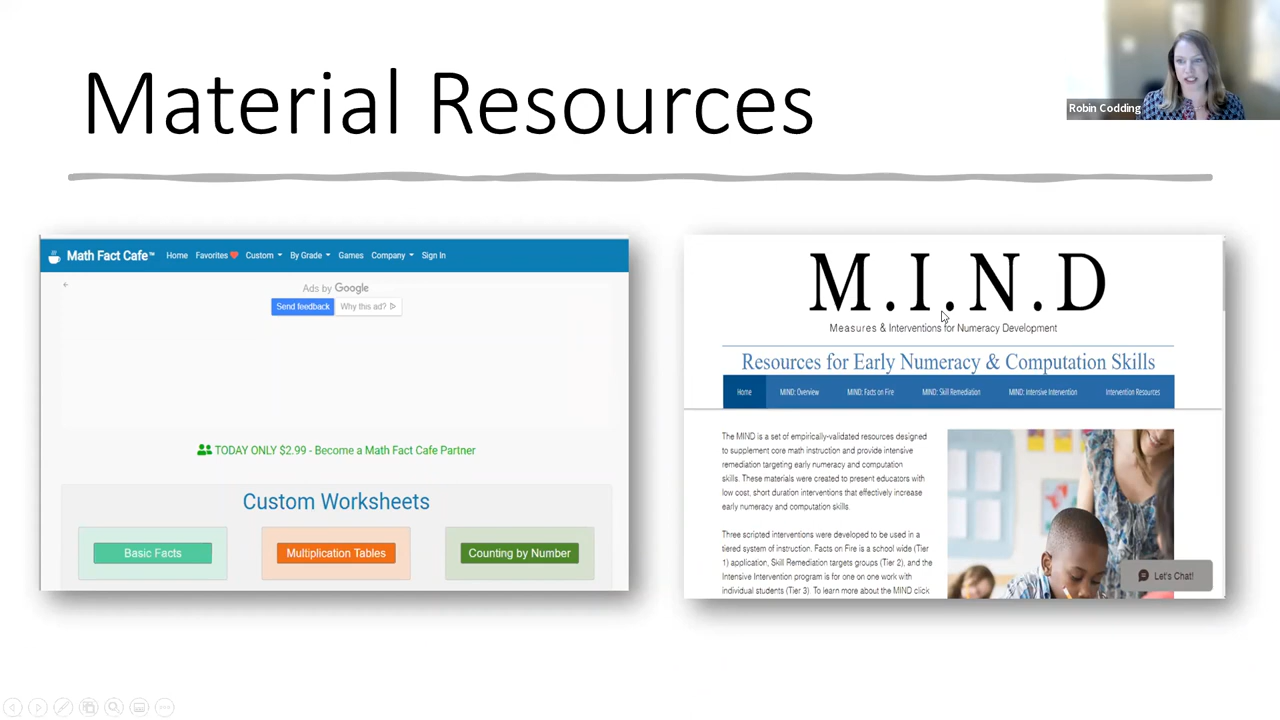 Material Resources
Robin Codding
Math Fact Cafe™ Home Favorites Custom By Grade Games Company Sign In
Ads by Google
Send feedback Why this ad?
TODAY ONLY $2.99 - Become a Math Fact Cafe Partner
Custom Worksheets
Basic Facts Multiplication Tables Counting by Number
M.I.N.D
Measures & Interventions for Numeracy Development
Resources for Early Numeracy & Computation Skills
Home MIND: Overview MIND: Facts on Fire MIND: Skill Remediation MIND: Intensive Intervention Intervention Resources
The MIND is a set of empirically-validated resources designed
to supplement core math instruction and provide intensive
remediation targeting early numeracy and computation
skills. These materials were created to present educators with
low cost, short duration interventions that effectively increase
early numeracy and computation skills.
Three scripted interventions were developed to be used in a
tiered system of instruction. Facts on Fire is a school wide (Tier
1) application, Skill Remediation targets groups (Tier 2), and the
Intensive Intervention program is for one on one work with
individual students (Tier 3). To learn more about the MIND click
Let's Chat!